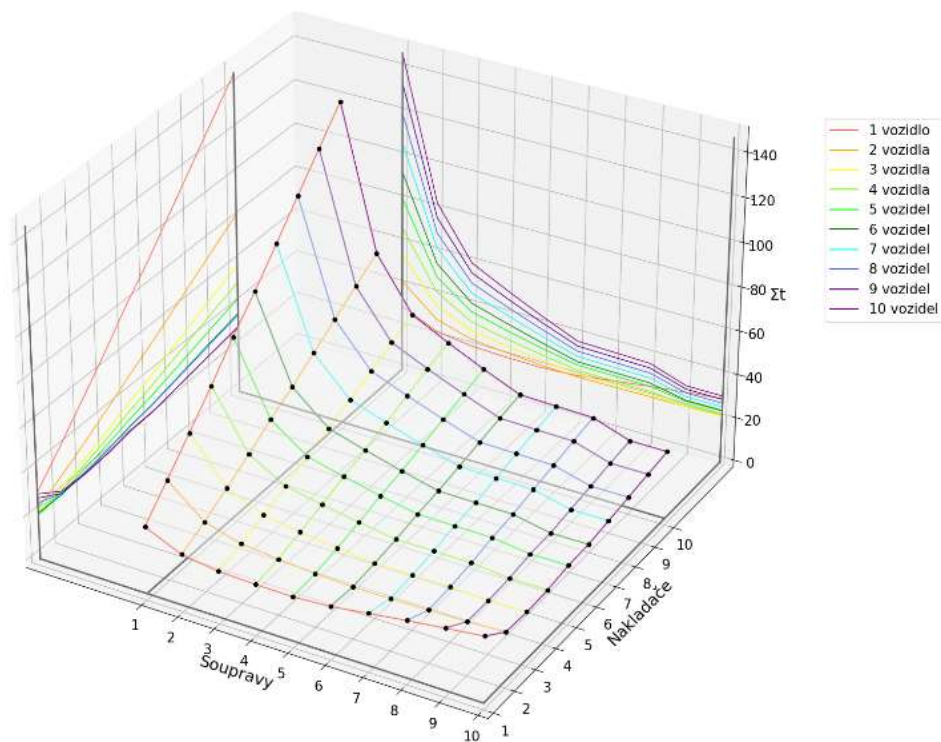 1 vozidlo
2 vozidla
3 vozidla
4 vozidla
5 vozidel
6 vozidel
7 vozidel
8 vozidel
9 vozidel
10 vozidel
140
120
100
80
Σt
60
40
20
0
1
2
3
4
5
6
7
8
9
10
Soupravy
1
2
3
4
5
6
7
8
9
10
Nakladače